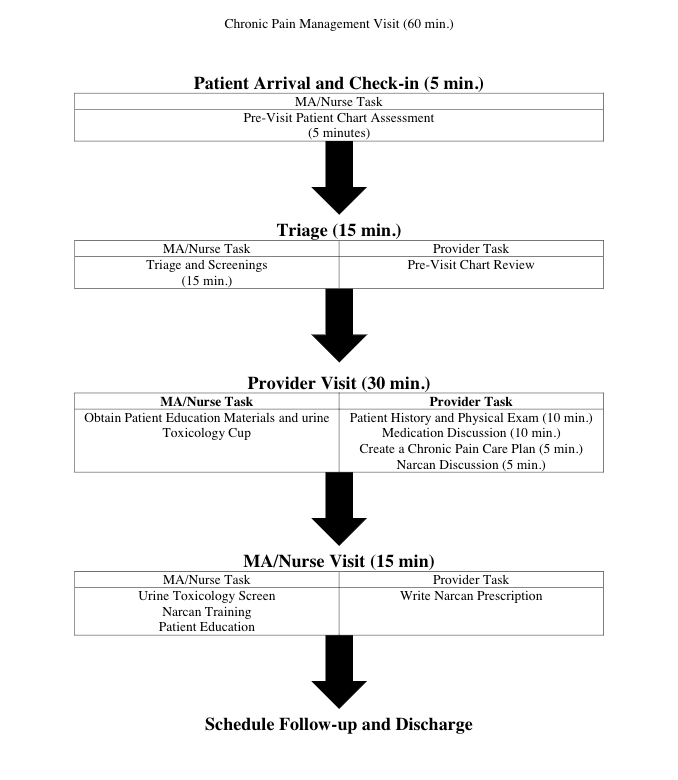 Chronic Pain Management Visit (60 min.)
Patient Arrival and Check-in (5 min.)
MA/Nurse Task
Pre-Visit Patient Chart Assessment
(5 minutes)
Triage (15 min.)
MA/Nurse Task
Provider Task
Triage and Screenings
(15 min.)
Pre-Visit Chart Review
Provider Visit (30 min.)
MA/Nurse Task
Provider Task
Obtain Patient Education Materials and urine
Toxicology Cup
Patient History and Physical Exam (10 min.)
Medication Discussion (10 min.)
Create a Chronic Pain Care Plan (5 min.)
Narcan Discussion (5 min.)
MA/Nurse Visit (15 min)
MA/Nurse Task
Provider Task
Urine Toxicology Screen
Narcan Training
Patient Education
Write Narcan Prescription
Schedule Follow-up and Discharge